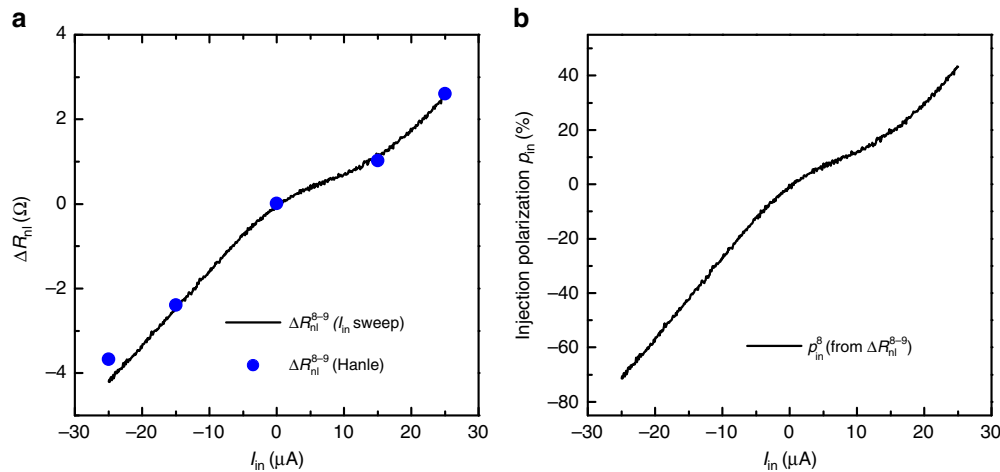 a
4
2
0
−2
−4
ΔR_nl (Ω)
ΔR_nl^8–9 (I_in sweep)
ΔR_nl^8–9 (Hanle)
−30 −20 −10 0 10 20 30
I_in (μA)
b
40
20
0
−20
−40
−60
−80
Injection polarization p_in (%)
p_in^8 (from ΔR_nl^8–9)
−30 −20 −10 0 10 20 30
I_in (μA)